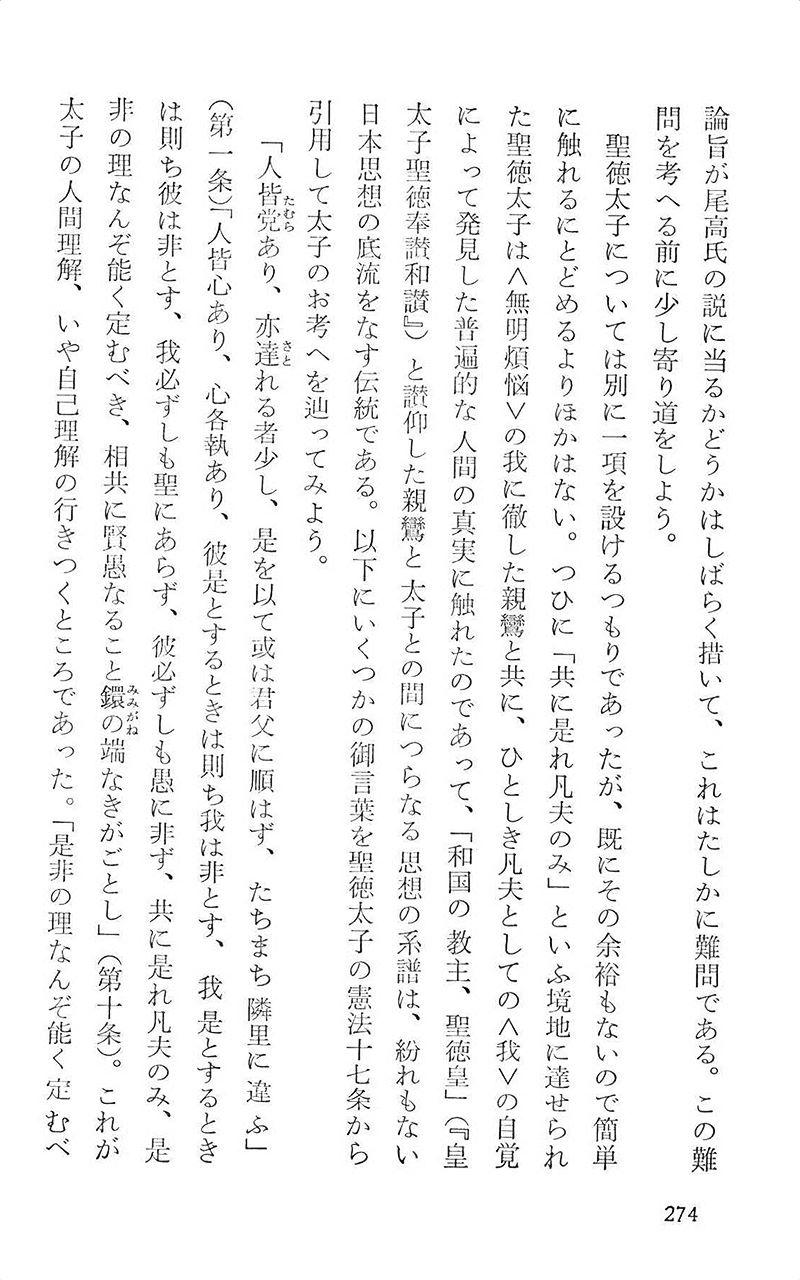 論旨が尾高氏の説に当るかどうかはしばらく措いて、これはたしかに難問である。この難
問を考へる前に少し寄り道をしよう。
聖徳太子については別に一項を設けるつもりであったが、既にその余裕もないので簡単
に触れるにとどめるよりほかはない。つひに「共に是れ凡夫のみ」といふ境地に達せられ
た聖徳太子は<無明煩悩>の我に徹した親鸞と共に、ひとしき凡夫としての<我>の自覚
によって発見した普遍的な人間の真実に触れたのであって、「和国の教主、聖徳皇」(『皇
太子聖徳奉讃和讃』)と讃仰した親鸞と太子との間につらなる思想の系譜は、紛れもない
日本思想の底流をなす伝統である。以下にいくつかの御言葉を聖徳太子の憲法十七条から
引用して太子のお考へを辿ってみよう。
「人皆党あり、亦達れる者少し、是を以て或は君父に順はず、たちまち隣里に違ふ」
たむら
さと
(第一条)「人皆心あり、心各執あり、彼是とするときは則ち我は非とす、我是とするとき
は則ち彼は非とす、我必ずしも聖にあらず、彼必ずしも愚に非ず、共に是れ凡夫のみ、是
非の理なんぞ能く定むべき、相共に賢愚なること鐶の端なきがごとし」(第十条)。これが
みみがね
太子の人間理解、いや自己理解の行きつくところであった。「是非の理なんぞ能く定むべ
274